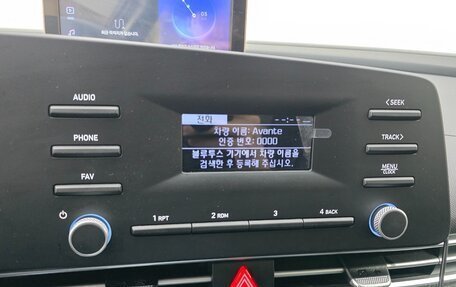 AUDIO
PHONE
FAV
전화
차량 이름: Avante
인증 번호: 0000
블루투스 기기에서 차량 이름을
검색한 후 등록해 주십시오.
<SEEK
TRACK>
MENU
CLOCK
1 RPT
2 RDM
3
4 BACK